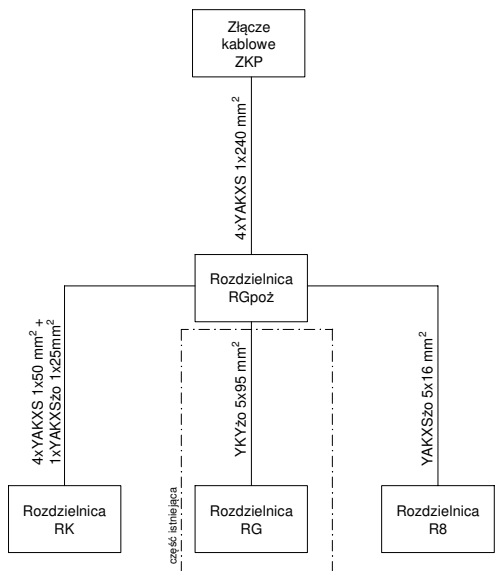 Złącze
kablowe
ZKP
4xYAKXS 1x240 mm²
Rozdzielnica
RGpoż
4xYAKXS 1x50 mm² +
1xYAKXSżo 1x25mm²
YKYżo 5x95 mm²
YAKXSżo 5x16 mm²
część istniejąca
Rozdzielnica
RK
Rozdzielnica
RG
Rozdzielnica
R8